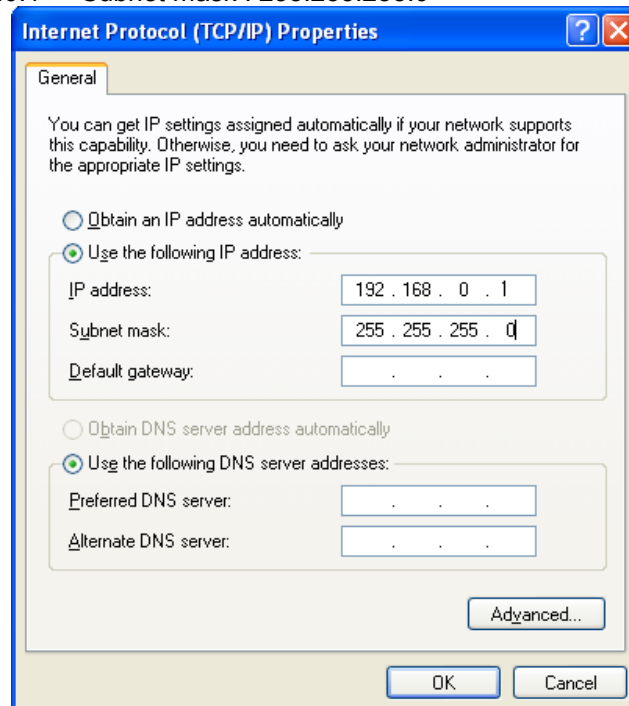 Internet Protocol (TCP/IP) Properties
General
You can get IP settings assigned automatically if your network supports
this capability. Otherwise, you need to ask your network administrator for
the appropriate IP settings.
Obtain an IP address automatically
Use the following IP address:
IP address: 192 . 168 . 0 . 1
Subnet mask: 255 . 255 . 255 . 0
Default gateway: . . .
Obtain DNS server address automatically
Use the following DNS server addresses:
Preferred DNS server: . . .
Alternate DNS server: . . .
Advanced...
OK Cancel